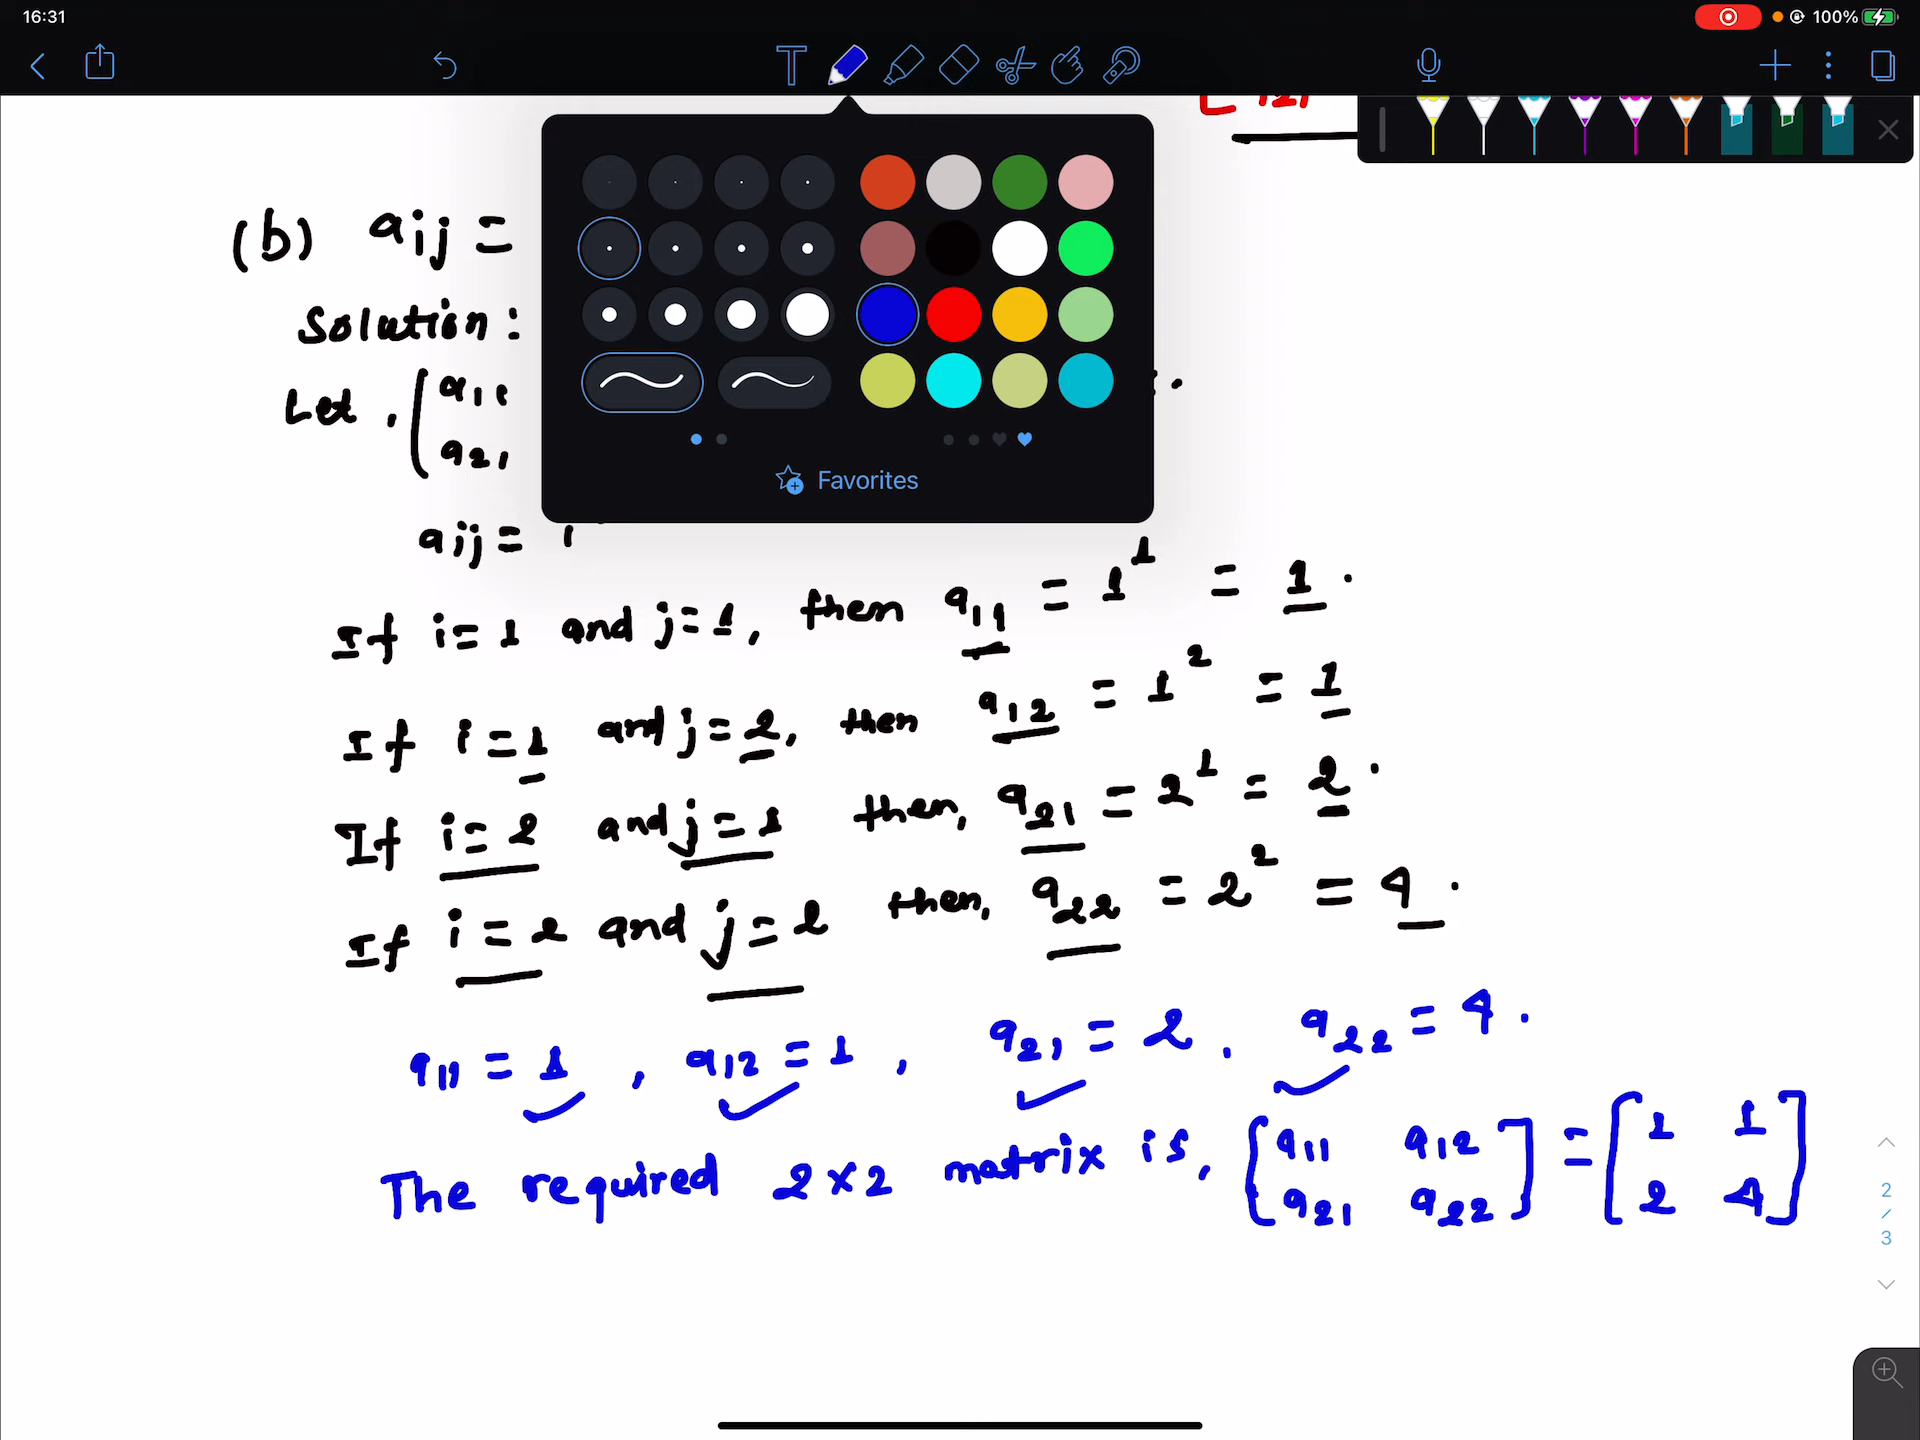 16:31
100%
T
(b) aij =
Solution :
Let , a11
a21
Favorites
aij = i
If i = 1 and j = 1, then a11 = 1^1 = 1 .
If i = 1 and j = 2, then a12 = 1^2 = 1
If i = 2 and j = 1 then, a21 = 2^1 = 2 .
If i = 2 and j = 2 then, a22 = 2^2 = 4 .
a11 = 1 , a12 = 1 , a21 = 2 , a22 = 4 .
The required 2 × 2 matrix is, [a11 a12 = [1 1
a21 a22] 2 4]
2
/
3